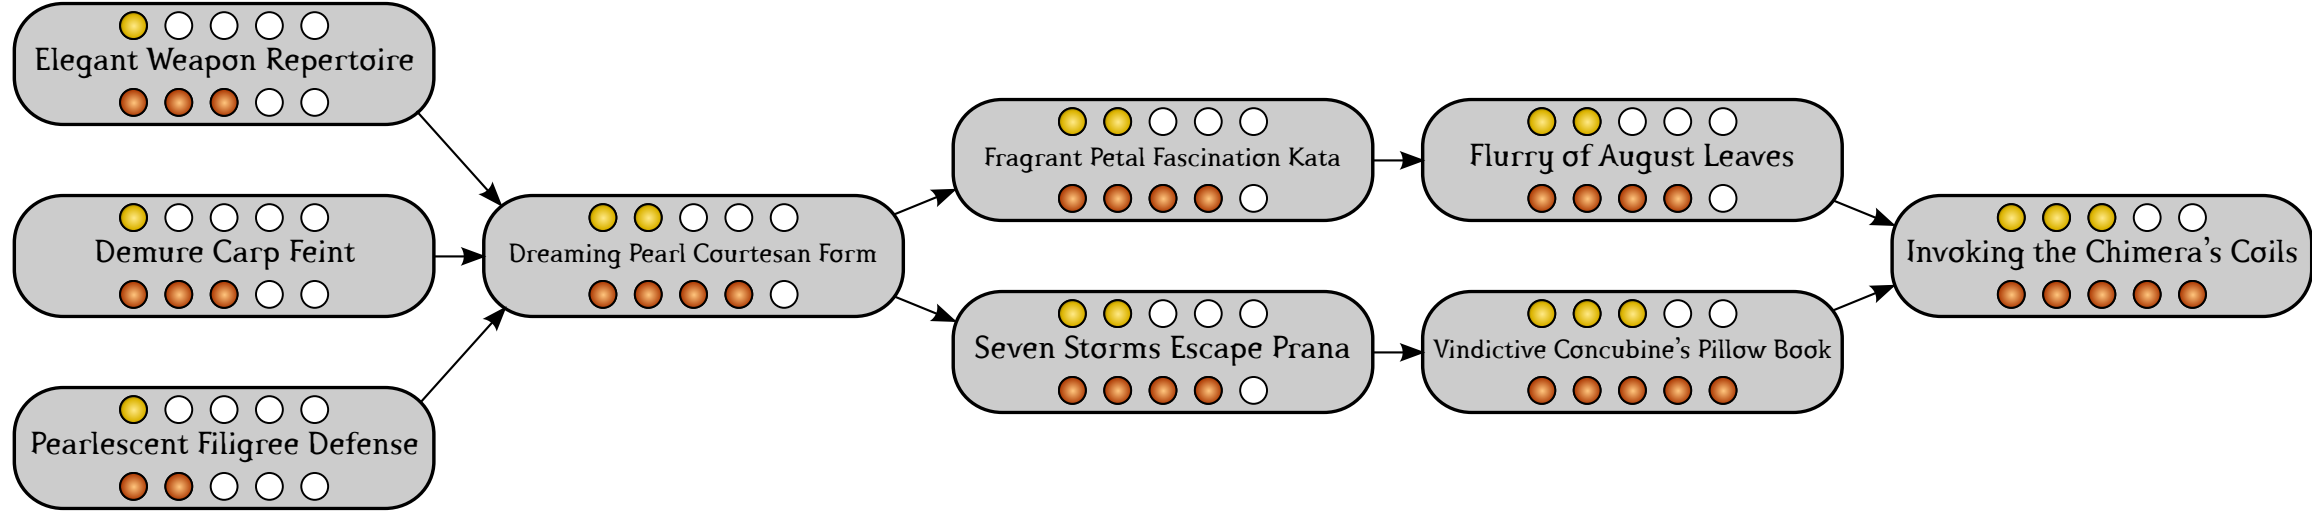 Elegant Weapon Repertoire
Demure Carp Feint
Pearlescent Filigree Defense
Dreaming Pearl Courtesan Form
Fragrant Petal Fascination Kata
Seven Storms Escape Prana
Flurry of August Leaves
Vindictive Concubine's Pillow Book
Invoking the Chimera's Coils